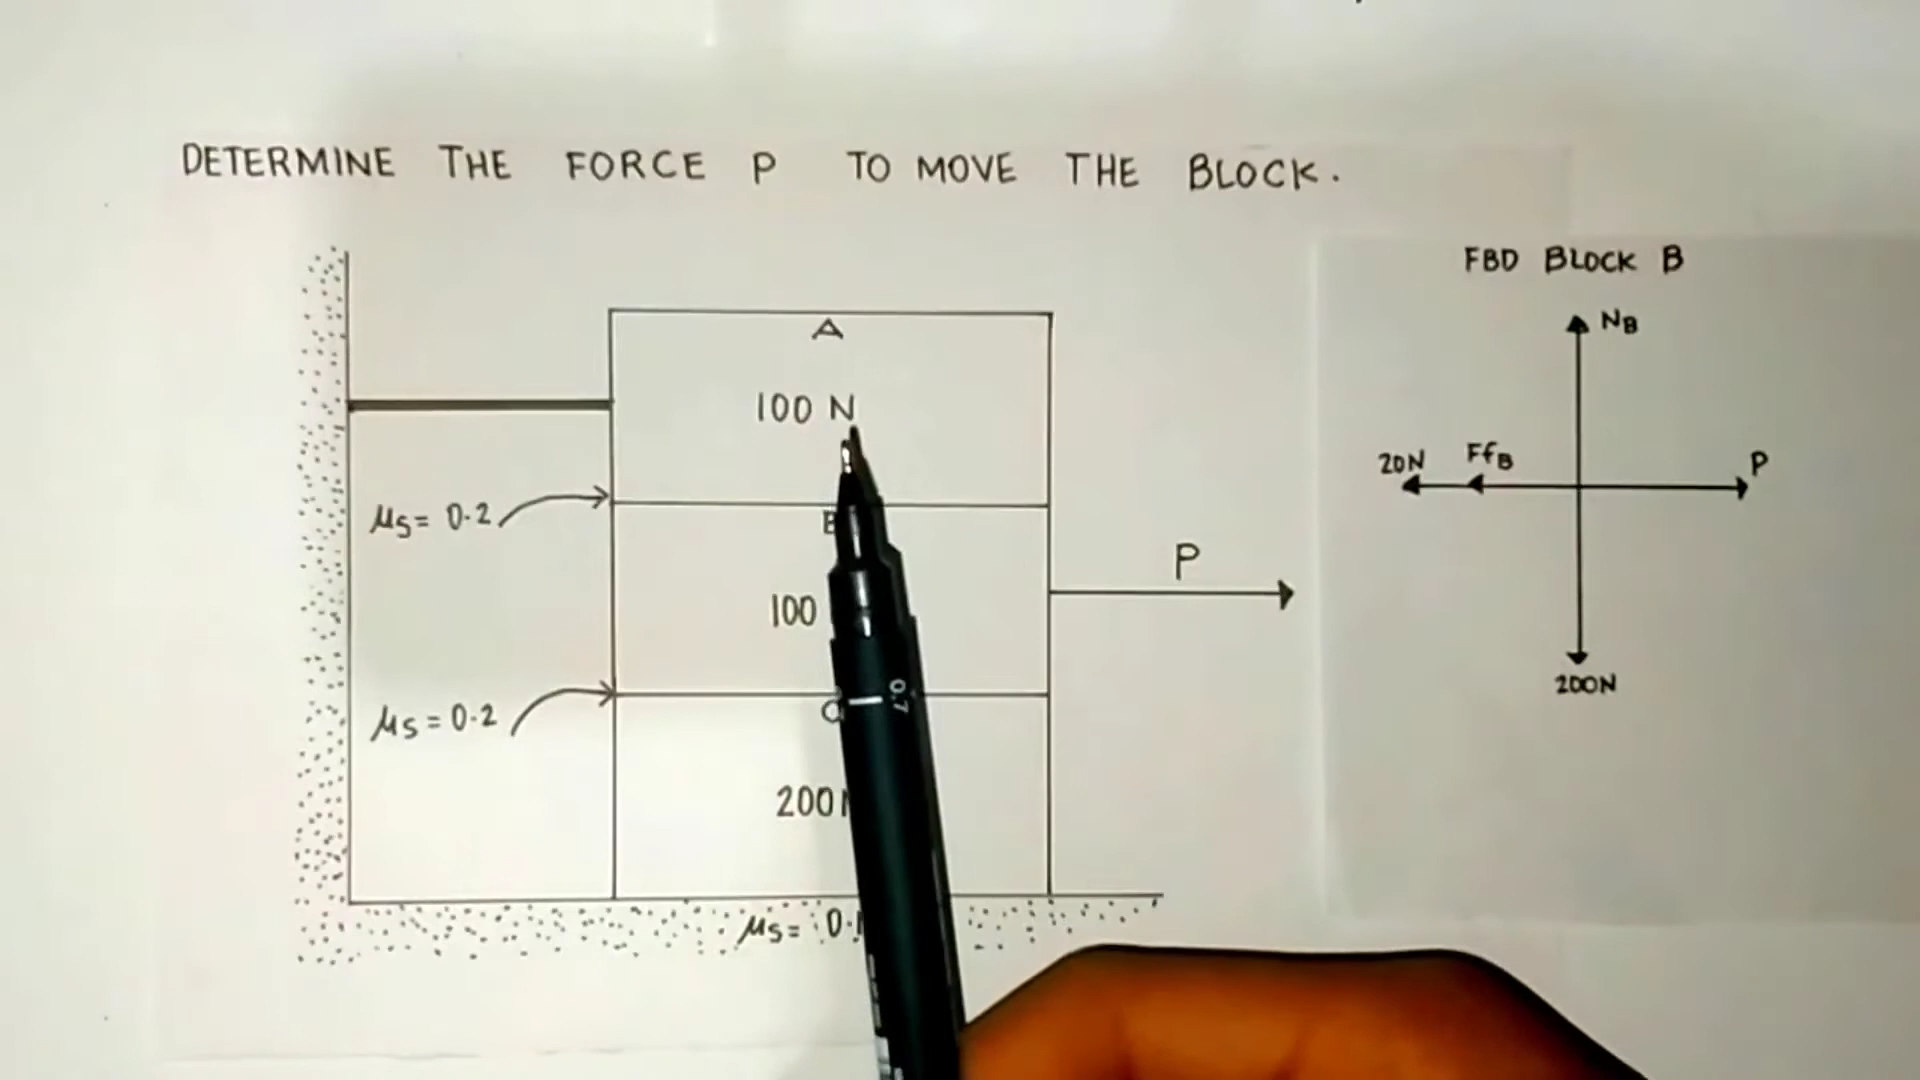 DETERMINE THE FORCE P TO MOVE THE BLOCK.
FBD BLOCK B
A
NB
100 N
20N FfB P
μs= 0.2
P
100
200N
μs = 0.2
200
μs=
0.7